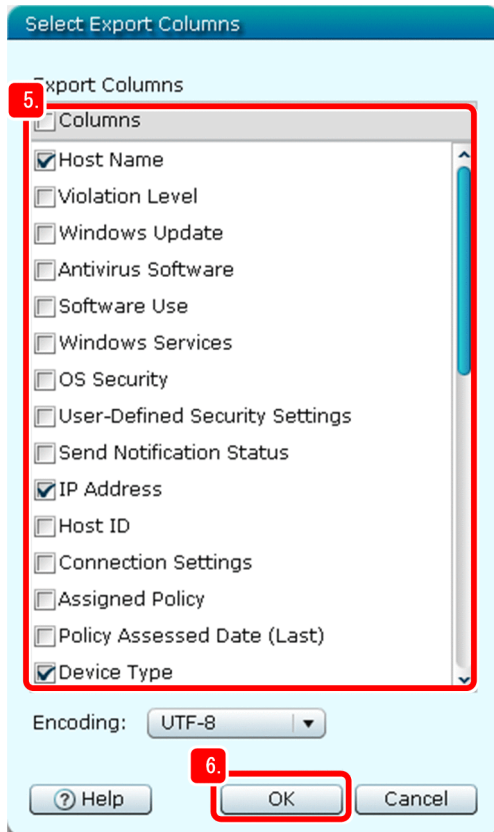 Select Export Columns
Export Columns
5.
Columns
Host Name
Violation Level
Windows Update
Antivirus Software
Software Use
Windows Services
OS Security
User-Defined Security Settings
Send Notification Status
IP Address
Host ID
Connection Settings
Assigned Policy
Policy Assessed Date (Last)
Device Type
Encoding: UTF-8
6.
? Help OK Cancel